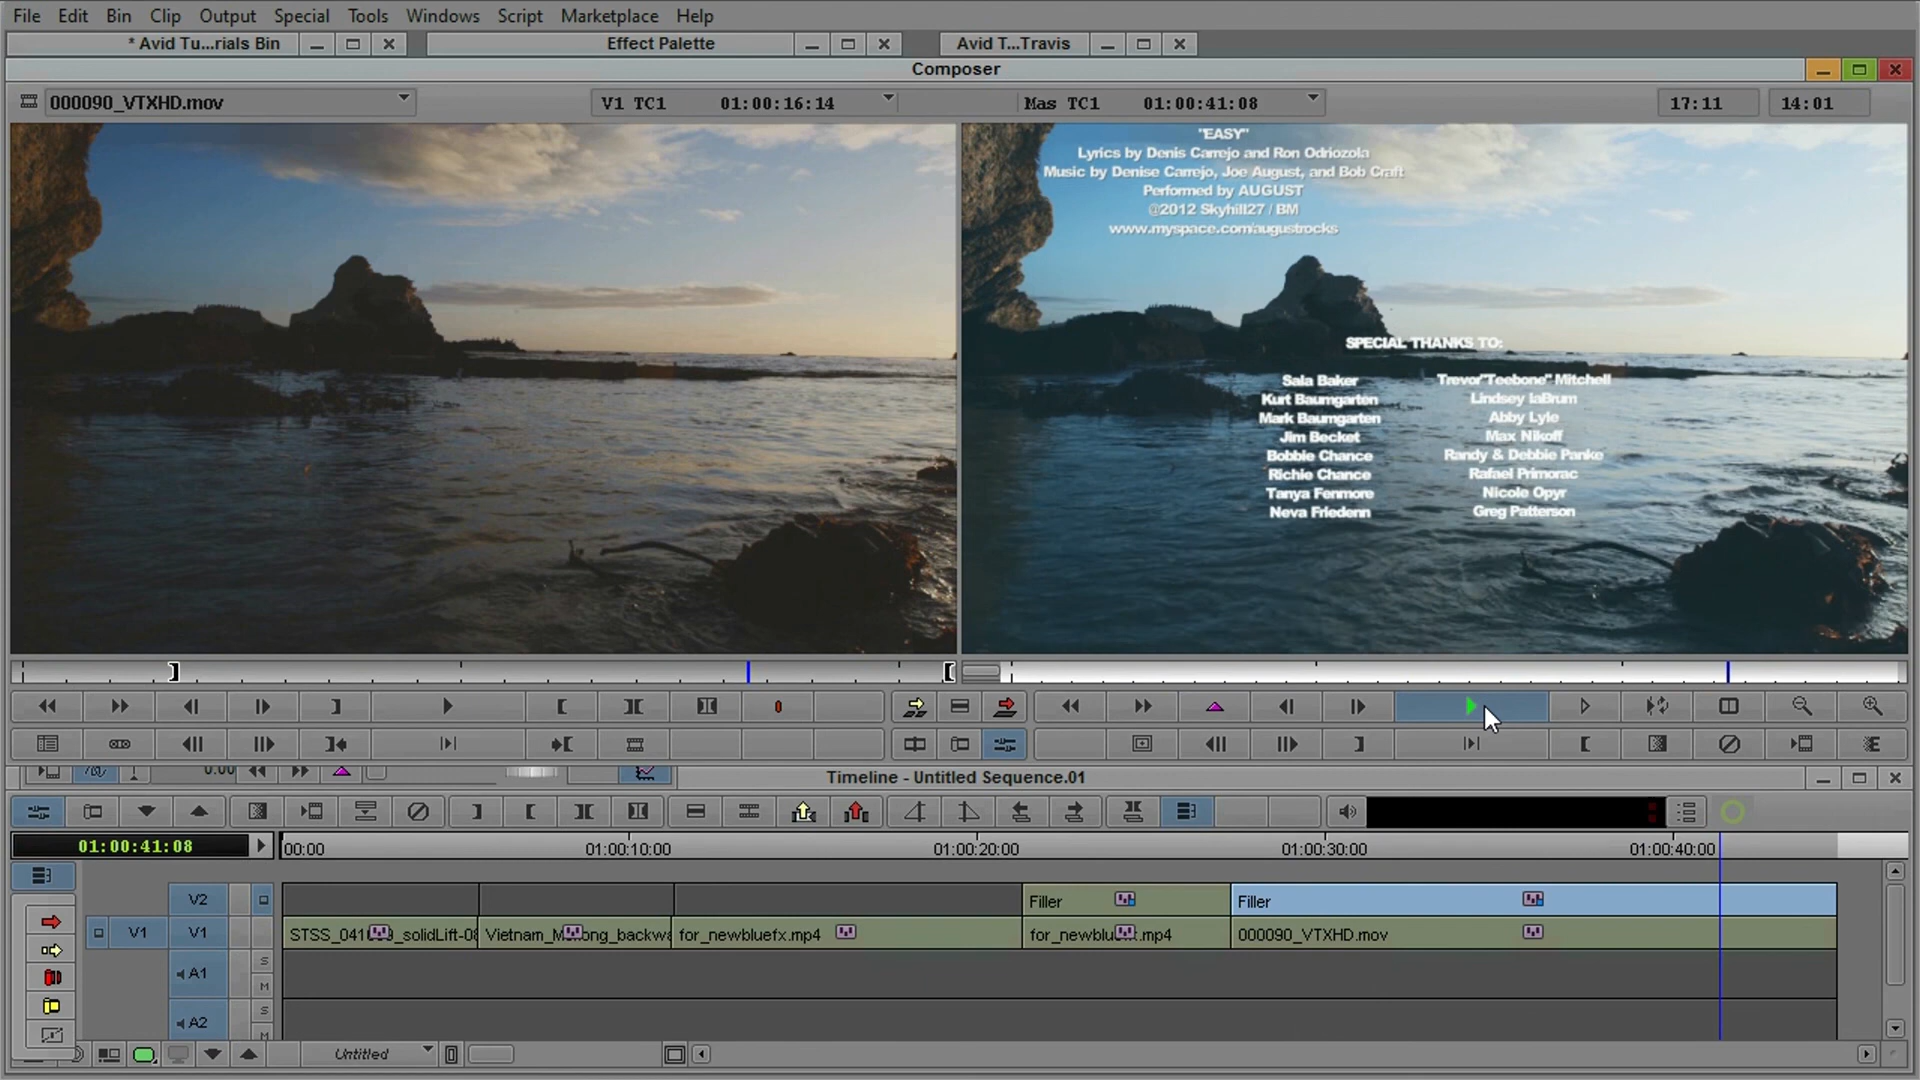 File Edit Bin Clip Output Special Tools Windows Script Marketplace Help
* Avid Tu...rials Bin
Effect Palette
Avid T...Travis
Composer
000090_VTXHD.mov
V1 TC1 01:00:16:14
Mas TC1 01:00:41:08
17:11
14:01
"EASY"
Lyrics by Denis Carrejo and Ron Odriozola
Music by Denise Carrejo, Joe August, and Bob Craft
Performed by AUGUST
@2012 Skyhill27 / BM
www.myspace.com/augustrocks
SPECIAL THANKS TO:
Sala Baker
Kurt Baumgarten
Mark Baumgarten
Jim Becket
Bobbie Chance
Richie Chance
Tanya Fenmore
Neva Friedenn
Trevor"Teebone" Mitchell
Lindsey laBrum
Abby Lyle
Max Nikoff
Randy & Debbie Panke
Rafael Primorac
Nicole Opyr
Greg Patterson
0.00
Timeline - Untitled Sequence.01
01:00:41:08
00:00
01:00:10:00
01:00:20:00
01:00:30:00
01:00:40:00
V2
Filler
Filler
V1
V1
for_newbluefx.mp4
000090_VTXHD.mov
A1
S
M
A2
S
M
Untitled